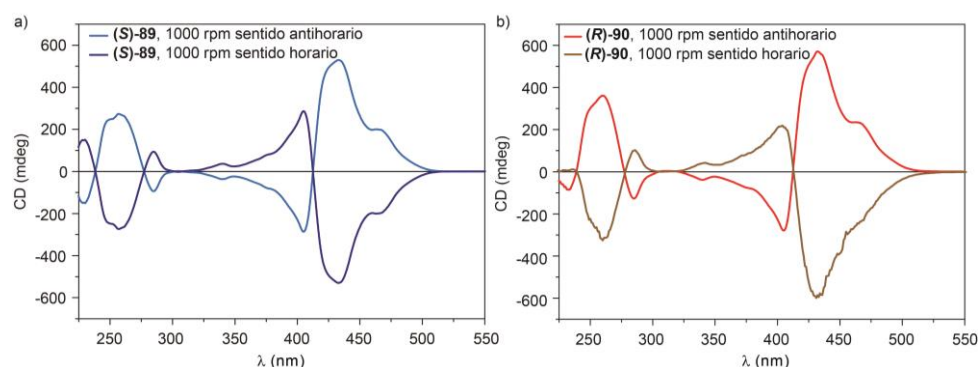 a)
(S)-89, 1000 rpm sentido antihorario
(S)-89, 1000 rpm sentido horario
CD (mdeg)
600
400
200
0
-200
-400
-600
250 300 350 400 450 500 550
λ (nm)
b)
(R)-90, 1000 rpm sentido antihorario
(R)-90, 1000 rpm sentido horario
CD (mdeg)
600
400
200
0
-200
-400
-600
250 300 350 400 450 500 550
λ (nm)